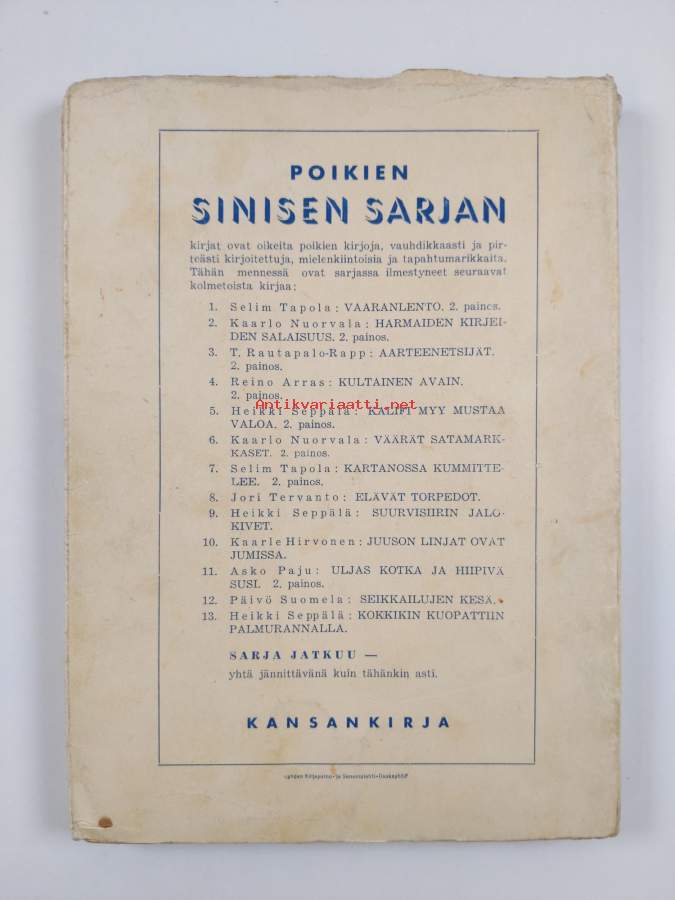 POIKIEN
SINISEN SARJAN
kirjat ovat oikeita poikien kirjoja, vauhdikkaasti ja pir-
teästi kirjoitettuja, mielenkiintoisia ja tapahtumarikkaita.
Tähän mennessä ovat sarjassa ilmestyneet seuraavat
kolmetoista kirjaa:
1. Selim Tapola: VAARANLENTO. 2. painos.
2. Kaarlo Nuorvala: HARMAIDEN KIRJEI-
DEN SALAISUUS. 2. painos.
3. T. Rautapalo-Rapp: AARTEENETSIJÄT.
2. painos.
4. Reino Arras: KULTAINEN AVAIN.
2. painos.
Antikvariaatti.net
5. Heikki Seppälä: KALIFI MYY MUSTAA
VALOA. 2. painos.
6. Kaarlo Nuorvala: VÄÄRÄT SATAMARK-
KASET. 2. painos.
7. Selim Tapola: KARTANOSSA KUMMITTE-
LEE. 2. painos.
8. Jori Tervanto: ELÄVÄT TORPEDOT.
9. Heikki Seppälä: SUURVISIIRIN JALO-
KIVET.
10. Kaarle Hirvonen: JUUSON LINJAT OVAT
JUMISSA.
11. Asko Paju: ULJAS KOTKA JA HIIPIVÄ
SUSI. 2. painos.
12. Päivö Suomela: SEIKKAILUJEN KESÄ.
13. Heikki Seppälä: KOKKIKIN KUOPATTIIN
PALMURANNALLA.
SARJA JATKUU —
yhtä jännittävänä kuin tähänkin asti.
KANSANKIRJA
Kirjapaino- ja Sanomalehti-Osakeyhtiö